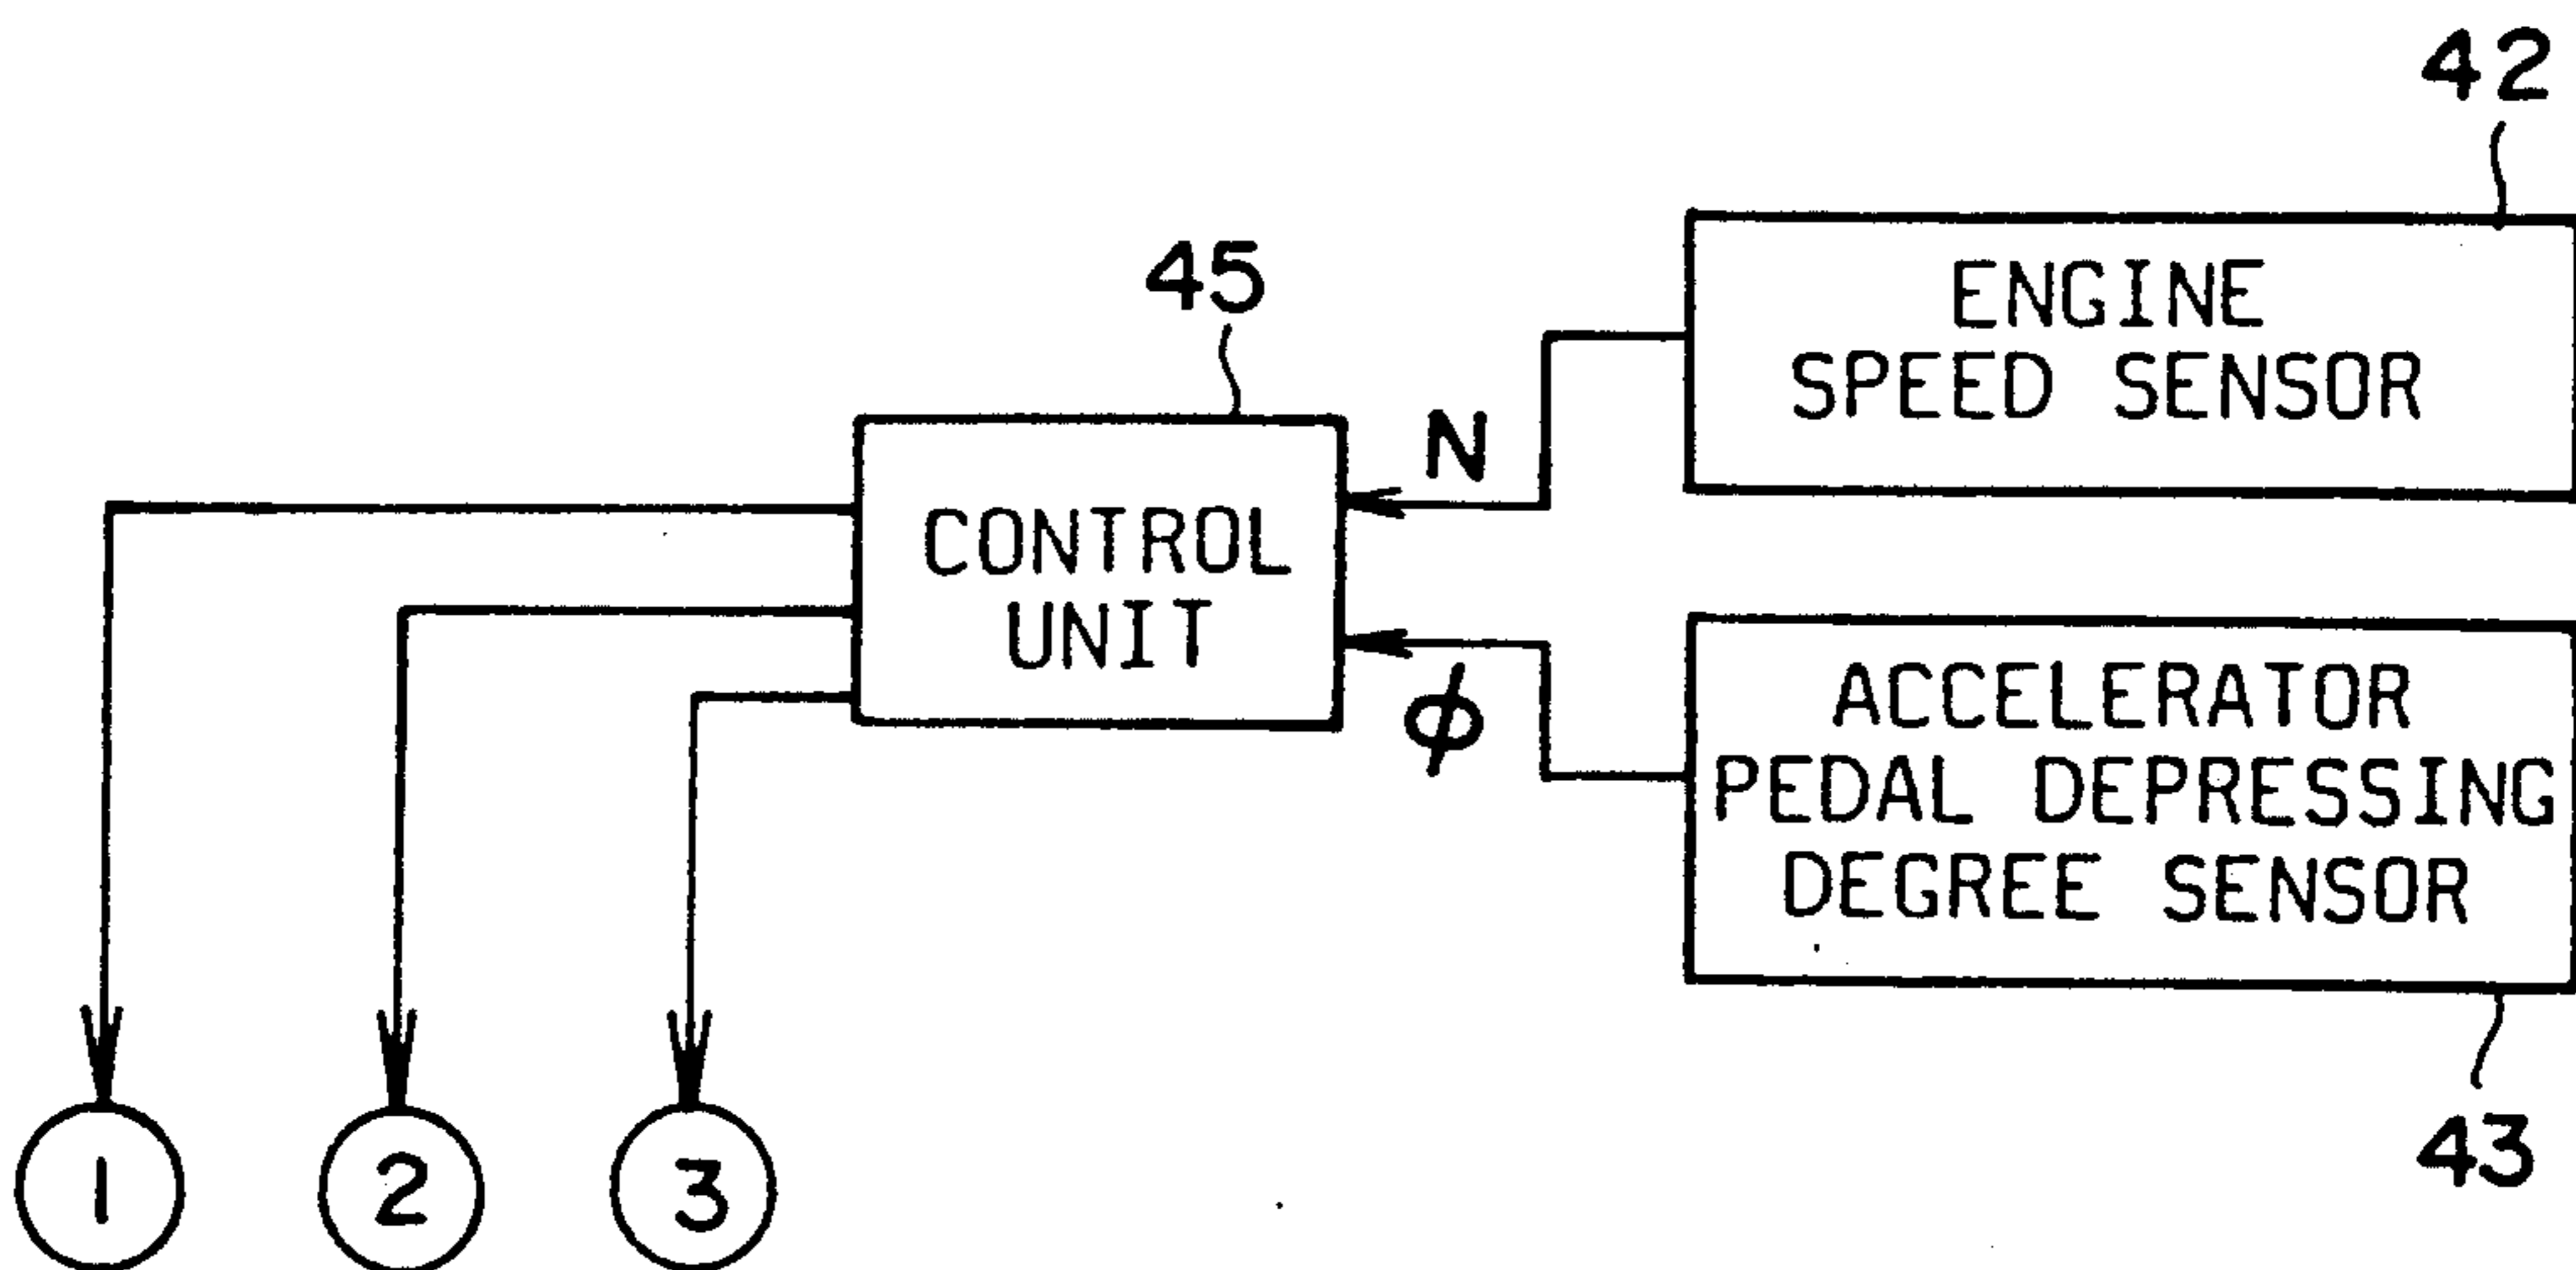 42
ENGINE
SPEED SENSOR
45
N
CONTROL
UNIT
ϕ
ACCELERATOR
PEDAL DEPRESSING
DEGREE SENSOR
43
1
2
3